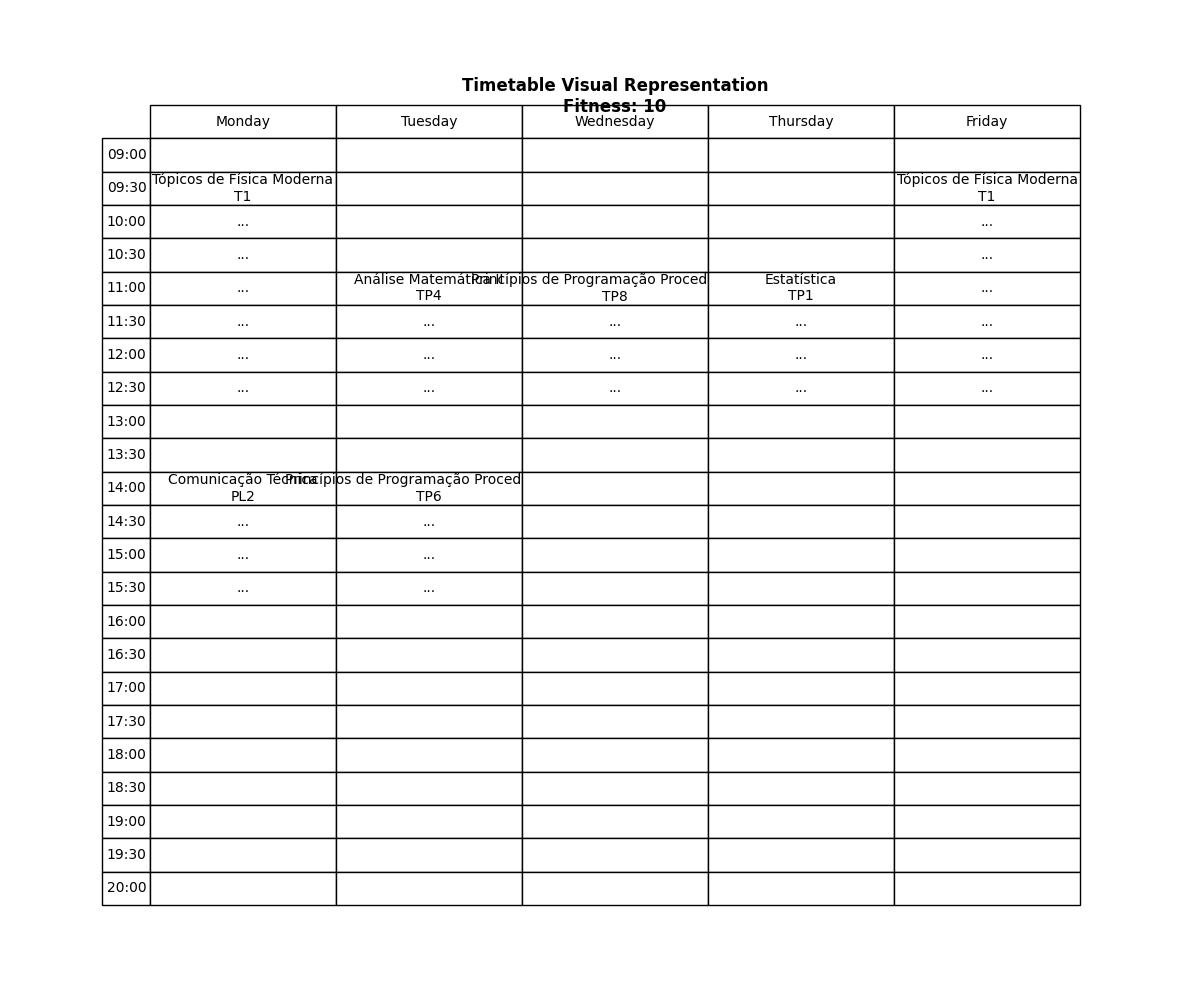 Timetable Visual Representation
Fitness: 10
Monday Tuesday Wednesday Thursday Friday
09:00
09:30 Tópicos de Física Moderna Tópicos de Física Moderna
T1 T1
10:00 ... ...
10:30 ... ...
11:00 ... Análise Matemática II Princípios de Programação Proced Estatística ...
TP4 TP8 TP1
11:30 ... ... ... ... ...
12:00 ... ... ... ... ...
12:30 ... ... ... ... ...
13:00
13:30
14:00 Comunicação Técnica Princípios de Programação Proced
PL2 TP6
14:30 ... ...
15:00 ... ...
15:30 ... ...
16:00
16:30
17:00
17:30
18:00
18:30
19:00
19:30
20:00